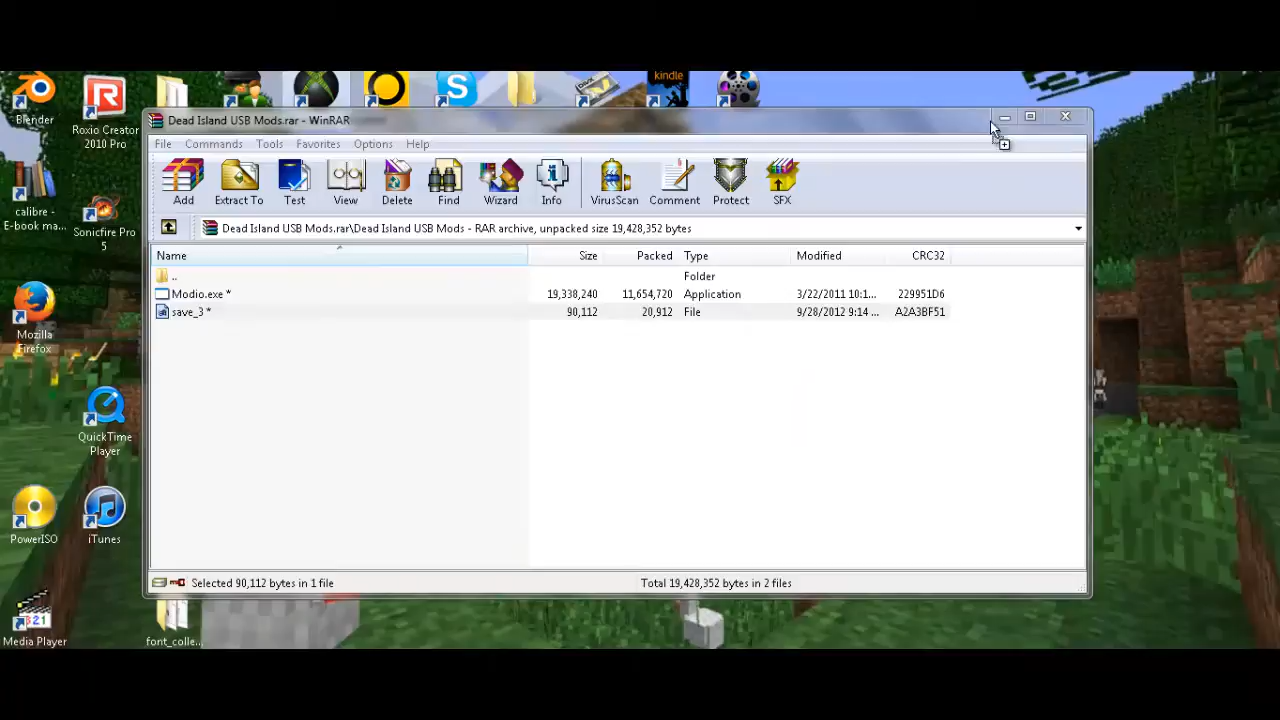 kindle
Blender
Roxio Creator
2010 Pro
Dead Island USB Mods.rar - WinRAR
File Commands Tools Favorites Options Help
Add Extract To Test View Delete Find Wizard Info VirusScan Comment Protect SFX
Dead Island USB Mods.rar\Dead Island USB Mods - RAR archive, unpacked size 19,428,352 bytes
Name Size Packed Type Modified CRC32
.. Folder
Modio.exe * 19,338,240 11,654,720 Application 3/22/2011 10:1... 229951D6
save_3 * 90,112 20,912 File 9/28/2012 9:14 ... A2A3BF51
calibre -
E-book ma...
Sonicfire Pro
5
Mozilla
Firefox
QuickTime
Player
PowerISO
iTunes
Selected 90,112 bytes in 1 file
Total 19,428,352 bytes in 2 files
321
Media Player
font_colle...